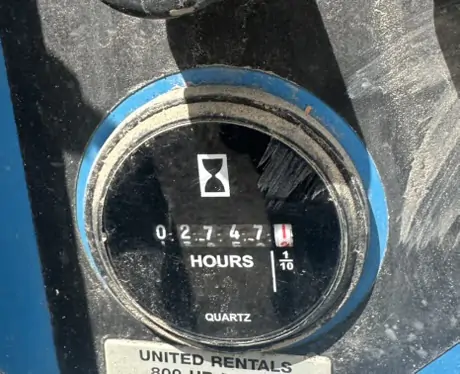 0 2 7 4 7 1
HOURS 1/10
QUARTZ
UNITED RENTALS